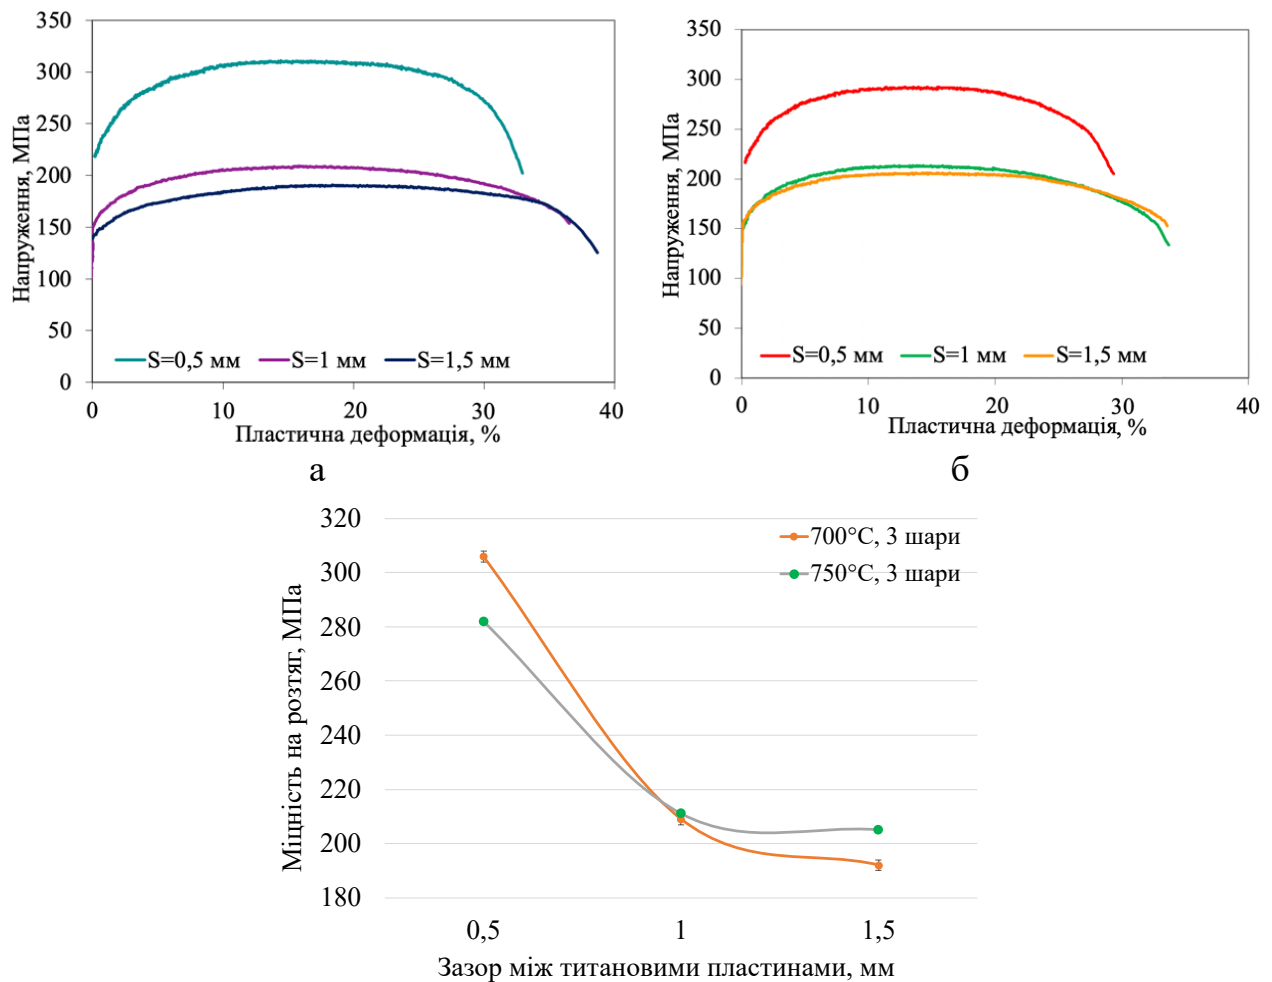 350
300
250
200
150
100
50
0
Напруження, МПа
S=0,5 мм S=1 мм S=1,5 мм
0 10 20 30 40
Пластична деформація, %
а
350
300
250
200
150
100
50
0
Напруження, МПа
S=0,5 мм S=1 мм S=1,5 мм
0 10 20 30 40
Пластична деформація, %
б
320
300
280
260
240
220
200
180
Міцність на розтяг, МПа
700°C, 3 шари
750°C, 3 шари
0,5 1 1,5
Зазор між титановими пластинами, мм